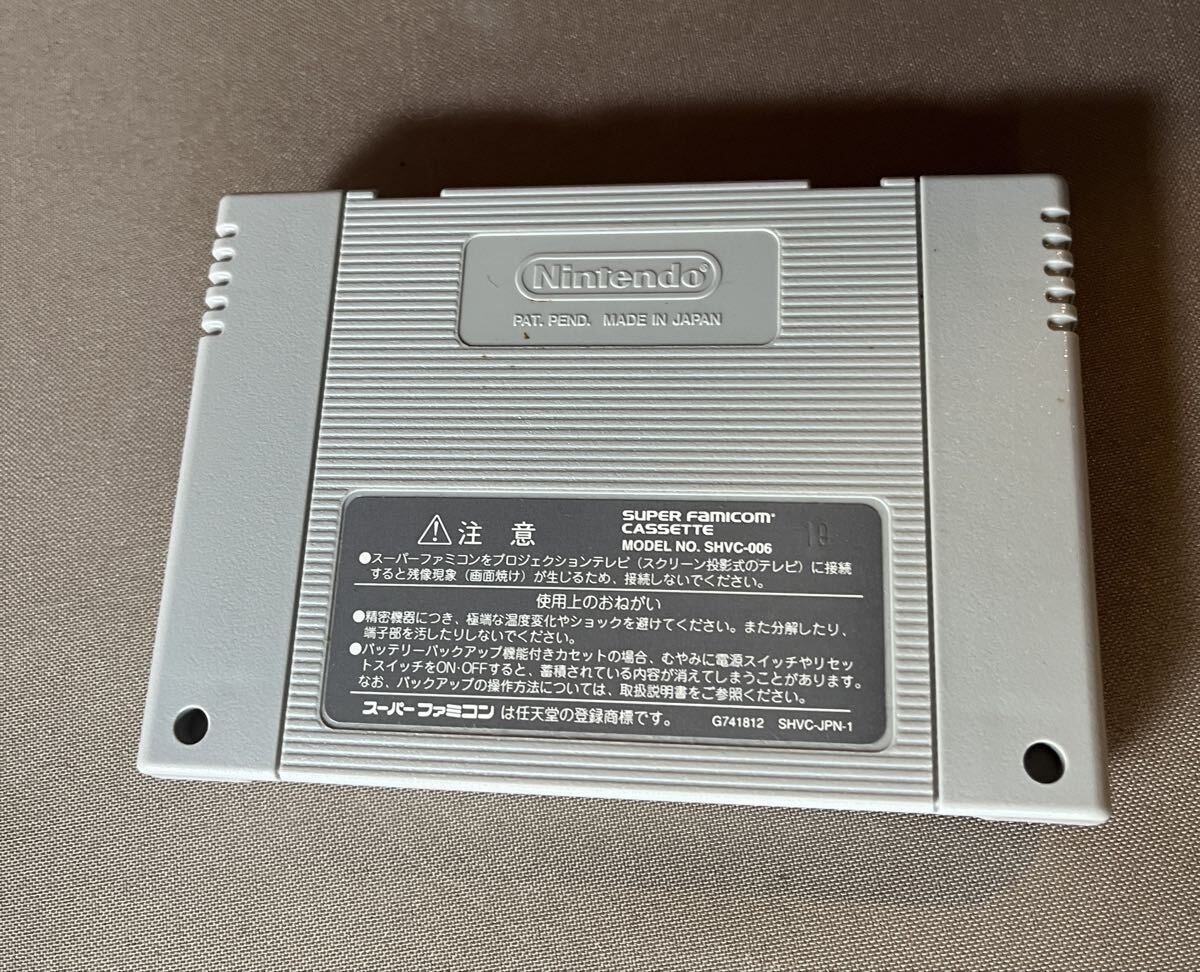 Nintendo®
PAT. PEND. MADE IN JAPAN
注意
SUPER FAMICOM®
CASSETTE
MODEL NO. SHVC-006
19
●スーパーファミコンをプロジェクションテレビ(スクリーン投影式のテレビ)に接続
すると残像現象(画面焼け)が生じるため、接続しないでください。
使用上のおねがい
●精密機器につき、極端な温度変化やショックを避けてください。また分解したり、
端子部を汚したりしないでください。
●バッテリーバックアップ機能付きカセットの場合、むやみに電源スイッチやリセッ
トスイッチをON・OFFすると、蓄積されている内容が消えてしまうことがあります。
なお、バックアップの操作方法については、取扱説明書をご参照ください。
スーパーファミコンは任天堂の登録商標です。
G741812 SHVC-JPN-1